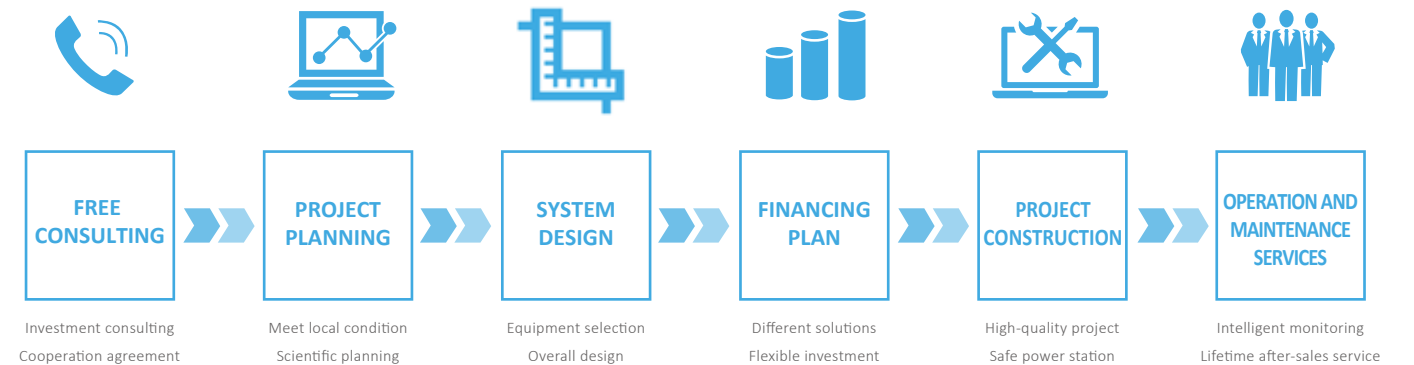 FREE
CONSULTING
PROJECT
PLANNING
SYSTEM
DESIGN
FINANCING
PLAN
PROJECT
CONSTRUCTION
OPERATION AND
MAINTENANCE
SERVICES
Investment consulting
Cooperation agreement
Meet local condition
Scientific planning
Equipment selection
Overall design
Different solutions
Flexible investment
High-quality project
Safe power station
Intelligent monitoring
Lifetime after-sales service